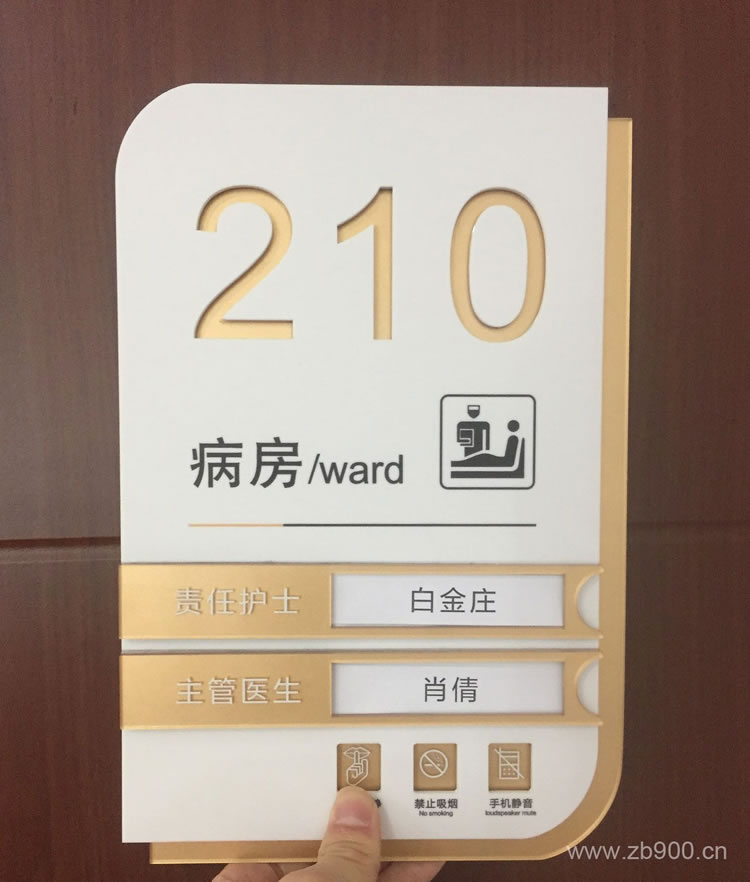 210
病房/ward
责任护士 白金庄
主管医生 肖倩
禁止吸烟 手机静音
No smoking loudspeaker mute
www.zb900.cn